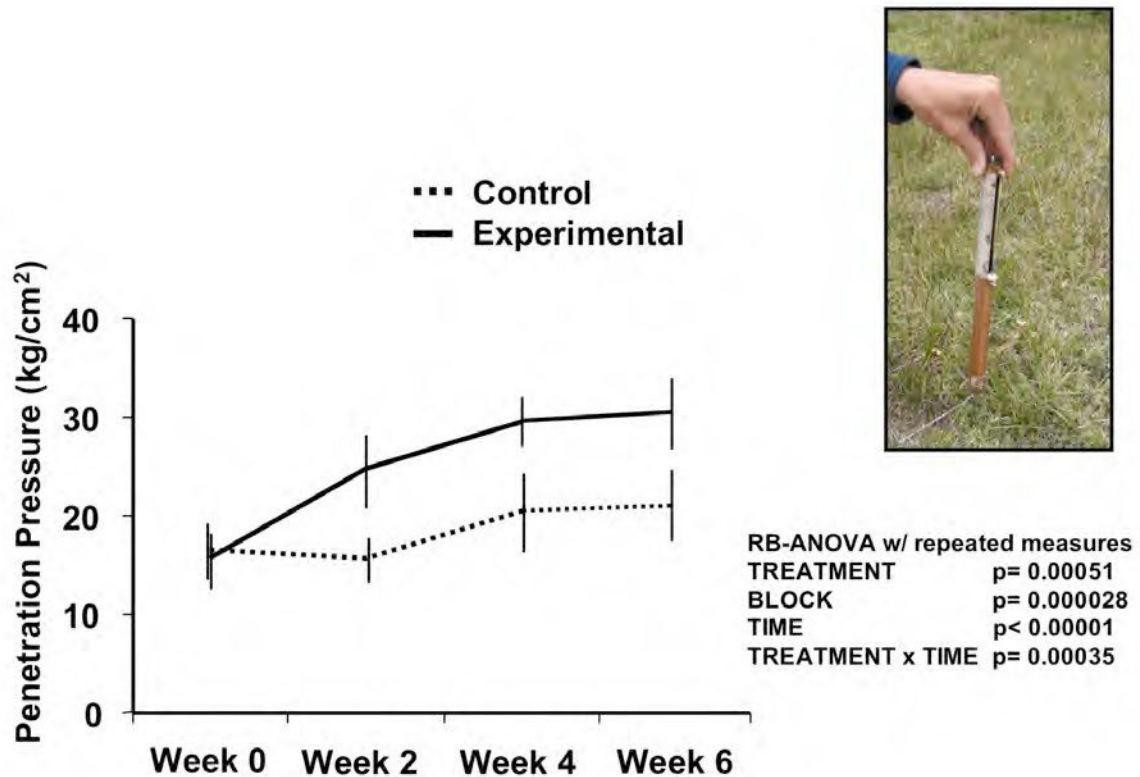 Control
Experimental
Penetration Pressure (kg/cm²)
40
30
20
10
0
Week 0 Week 2 Week 4 Week 6
RB-ANOVA w/ repeated measures
TREATMENT p= 0.00051
BLOCK p= 0.000028
TIME p< 0.00001
TREATMENT x TIME p= 0.00035